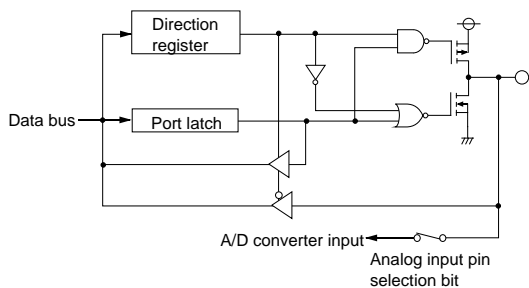 Direction
register
Data bus
Port latch
A/D converter input
Analog input pin
selection bit